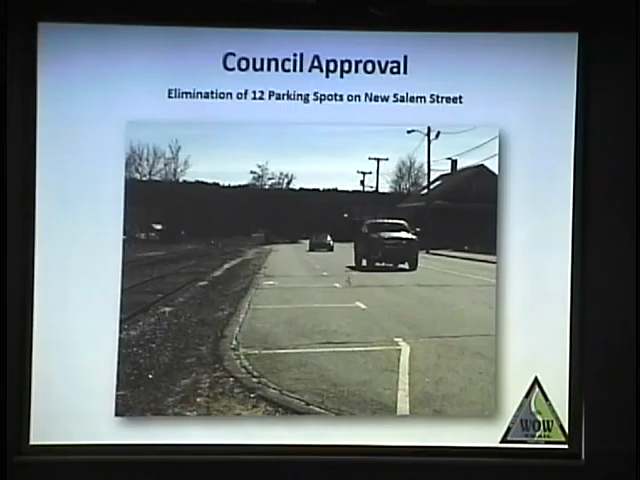 Council Approval
Elimination of 12 Parking Spots on New Salem Street
WOW